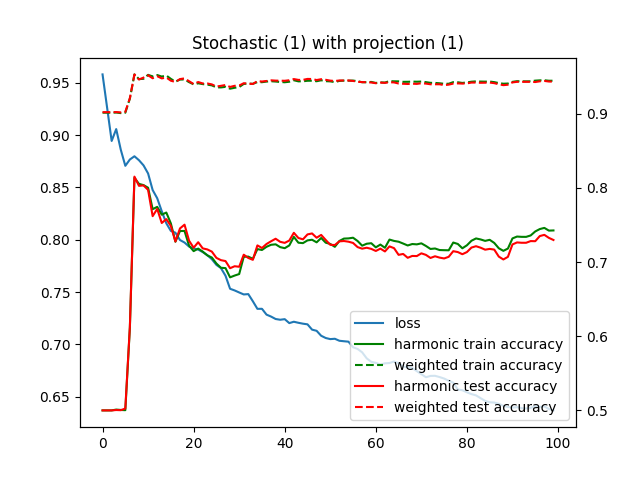 Stochastic (1) with projection (1)
0.95
0.90
0.85
0.80
0.75
0.70
0.65
0.9
0.8
0.7
0.6
0.5
loss
harmonic train accuracy
weighted train accuracy
harmonic test accuracy
weighted test accuracy
0 20 40 60 80 100